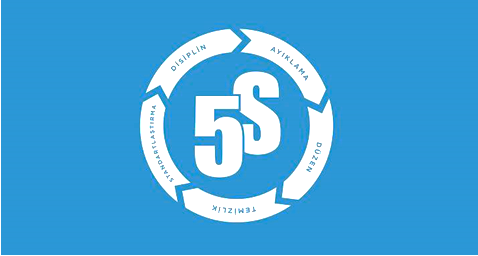 5S
AYIKLAMA
DÜZEN
TEMİZLİK
STANDARTLAŞTIRMA
DİSİPLİN